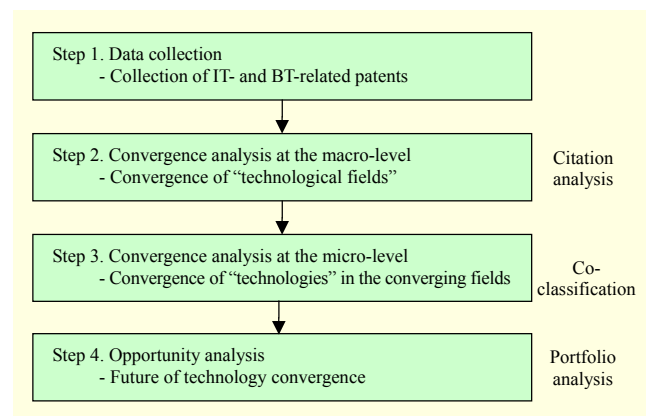 Step 1. Data collection
- Collection of IT- and BT-related patents
Step 2. Convergence analysis at the macro-level
- Convergence of “technological fields”
Citation
analysis
Step 3. Convergence analysis at the micro-level
- Convergence of “technologies” in the converging fields
Co-
classification
Step 4. Opportunity analysis
- Future of technology convergence
Portfolio
analysis